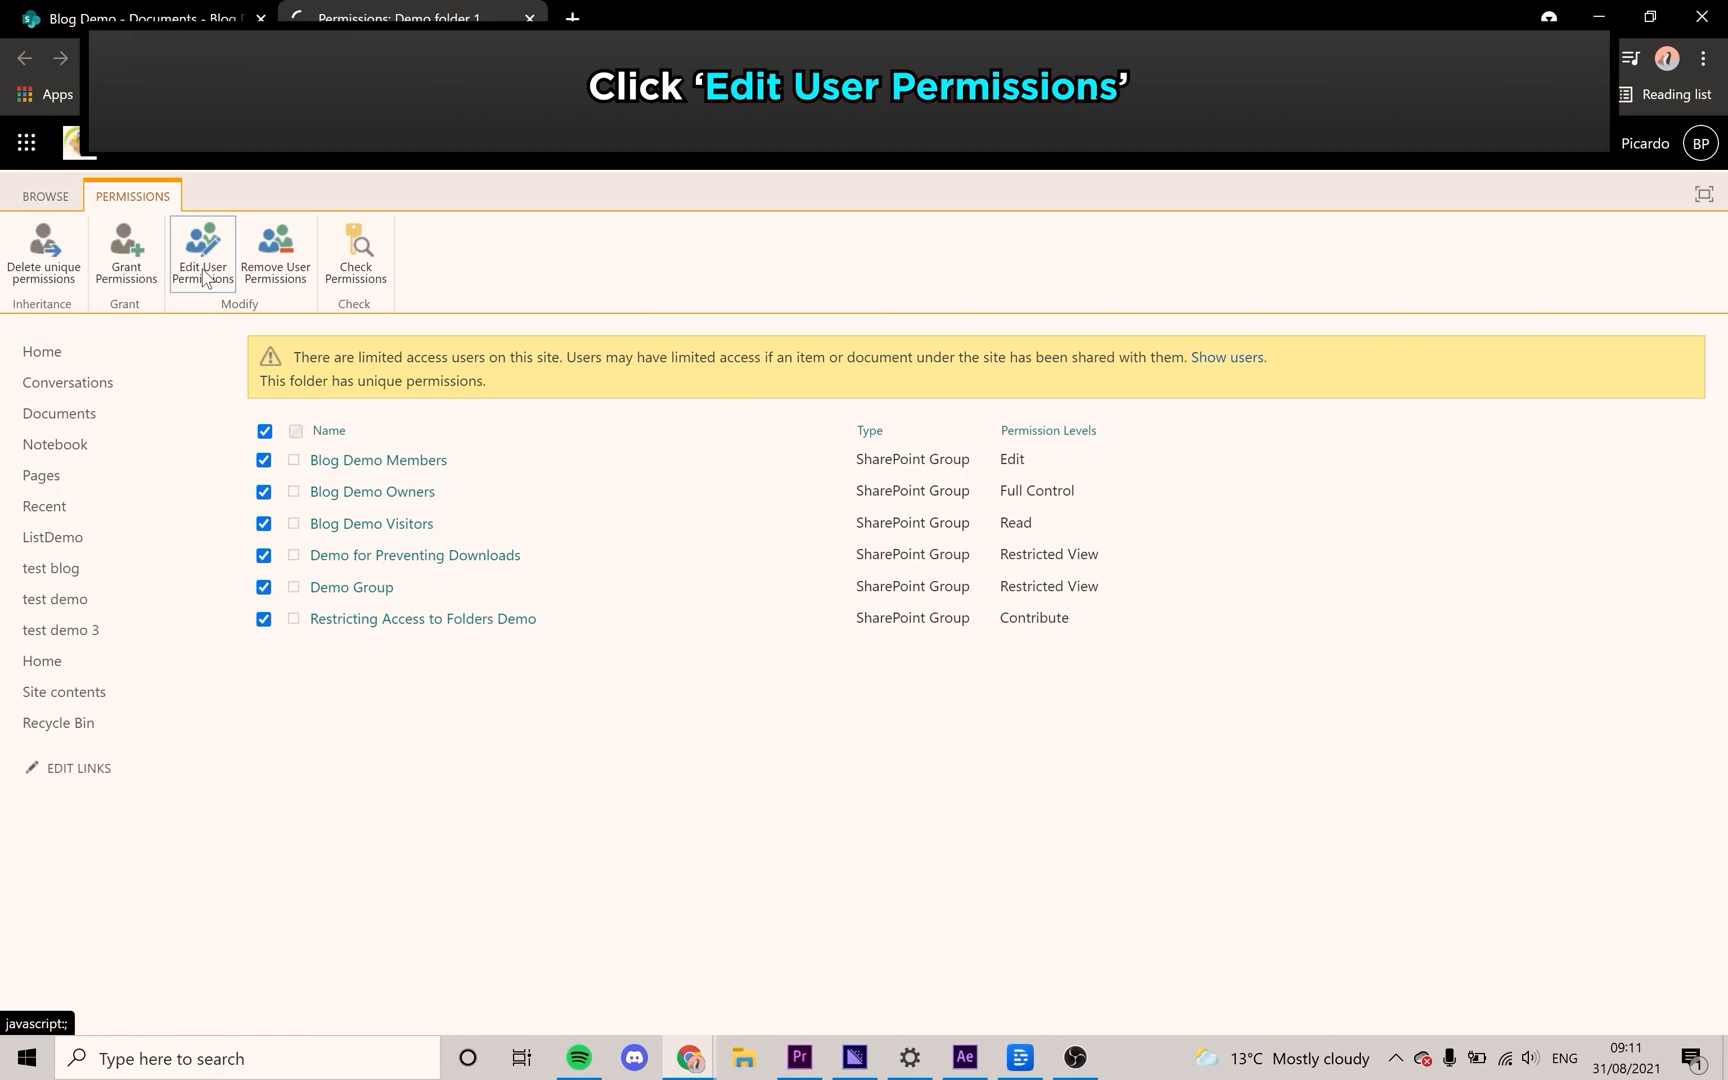 Blog Demo - Documents - Blog
Permissions: Demo folder 1
Click ‘Edit User Permissions’
Apps
Reading list
Picardo
BP
BROWSE
PERMISSIONS
Delete unique permissions
Grant Permissions
Edit User Permissions
Remove User Permissions
Check Permissions
Inheritance
Grant
Modify
Check
Home
Conversations
Documents
Notebook
Pages
Recent
ListDemo
test blog
test demo
test demo 3
Home
Site contents
Recycle Bin
EDIT LINKS
There are limited access users on this site. Users may have limited access if an item or document under the site has been shared with them. Show users.
This folder has unique permissions.
Name Type Permission Levels
Blog Demo Members SharePoint Group Edit
Blog Demo Owners SharePoint Group Full Control
Blog Demo Visitors SharePoint Group Read
Demo for Preventing Downloads SharePoint Group Restricted View
Demo Group SharePoint Group Restricted View
Restricting Access to Folders Demo SharePoint Group Contribute
javascript:;
Type here to search
Pr
Ae
13°C Mostly cloudy
ENG
09:11
31/08/2021
1